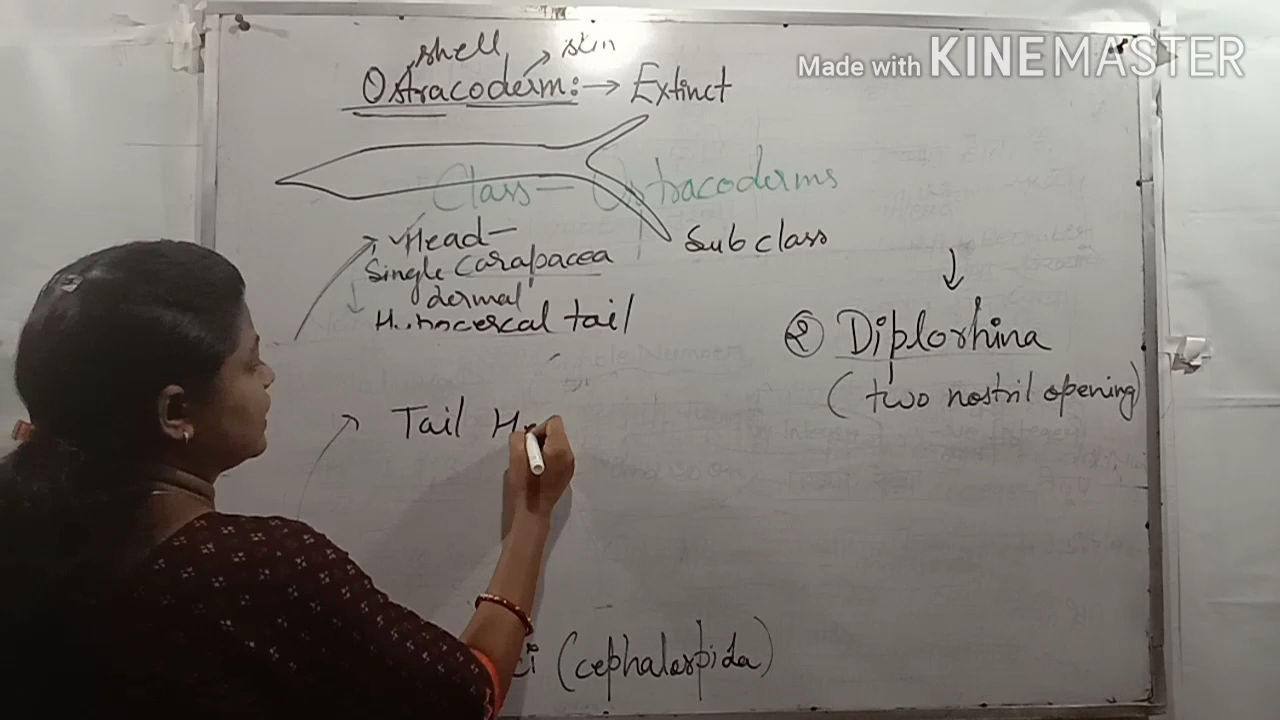 Made with KINEMASTER
shell skin
Ostracoderm:→ Extinct
Class — Ostracoderms
✓Head—
Single Carapacea
dermal
tail
Sub class
↓
२ Diplorhina
(two nostril opening)
Tail
(cephalaspida)